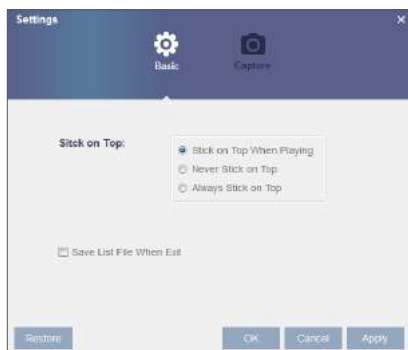 Settings
Basic
Capture
Sitck on Top:
Stick on Top When Playing
Never Stick on Top
Always Stick on Top
Save List File When Exit
Restore
OK
Cancel
Apply